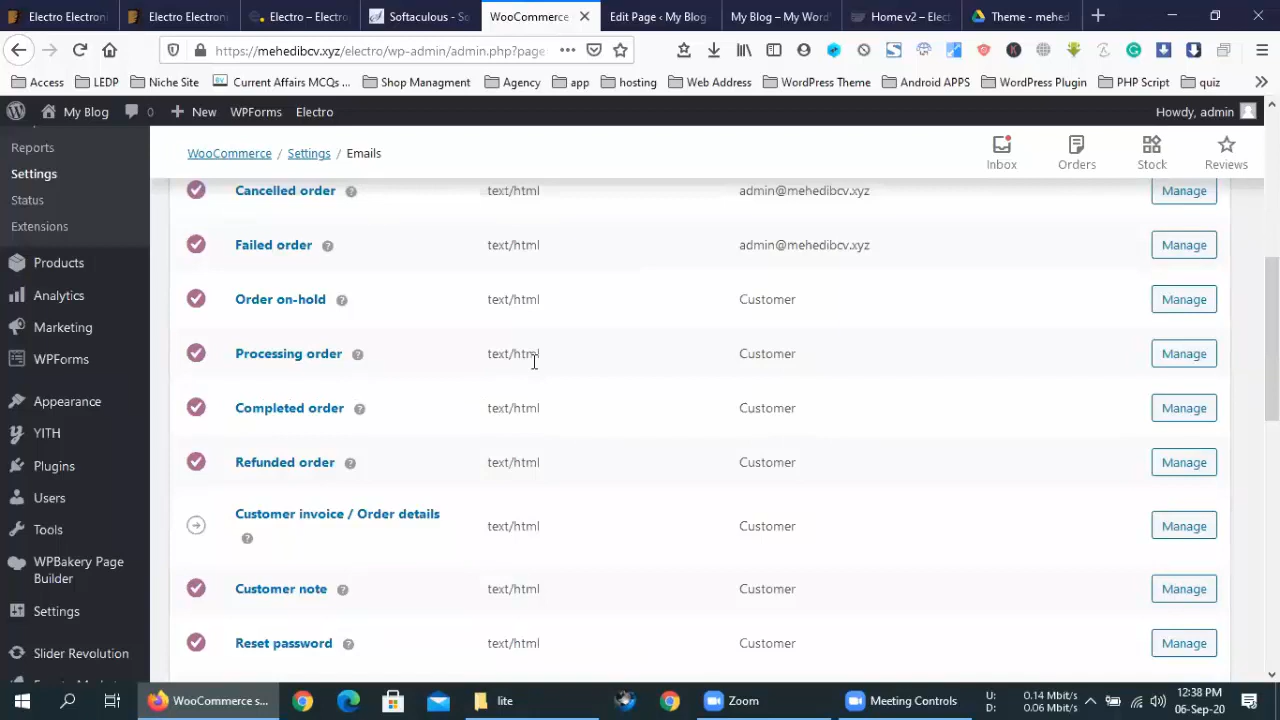 Electro Electroni
Electro Electroni
Electro – Electro
Softaculous - So
WooCommerce
Edit Page ‹ My Blog
My Blog – My Wor
Home v2 – Elect
Theme - mehed
https://mehedibcv.xyz/electro/wp-admin/admin.php?page
Access
LEDP
Niche Site
Current Affairs MCQs ...
Shop Managment
Agency
app
hosting
Web Address
WordPress Theme
Android APPS
WordPress Plugin
PHP Script
quiz
My Blog
0
New
WPForms
Electro
Howdy, admin
Reports
Settings
Status
Extensions
Products
Analytics
Marketing
WPForms
Appearance
YITH
Plugins
Users
Tools
WPBakery Page
Builder
Settings
Slider Revolution
WooCommerce / Settings / Emails
Inbox
Orders
Stock
Reviews
Cancelled order text/html admin@mehedibcv.xyz Manage
Failed order text/html admin@mehedibcv.xyz Manage
Order on-hold text/html Customer Manage
Processing order text/html Customer Manage
Completed order text/html Customer Manage
Refunded order text/html Customer Manage
Customer invoice / Order details text/html Customer Manage
Customer note text/html Customer Manage
Reset password text/html Customer Manage
WooCommerce s...
lite
Zoom
Meeting Controls
U: 0.14 Mbit/s
D: 0.06 Mbit/s
12:38 PM
06-Sep-20